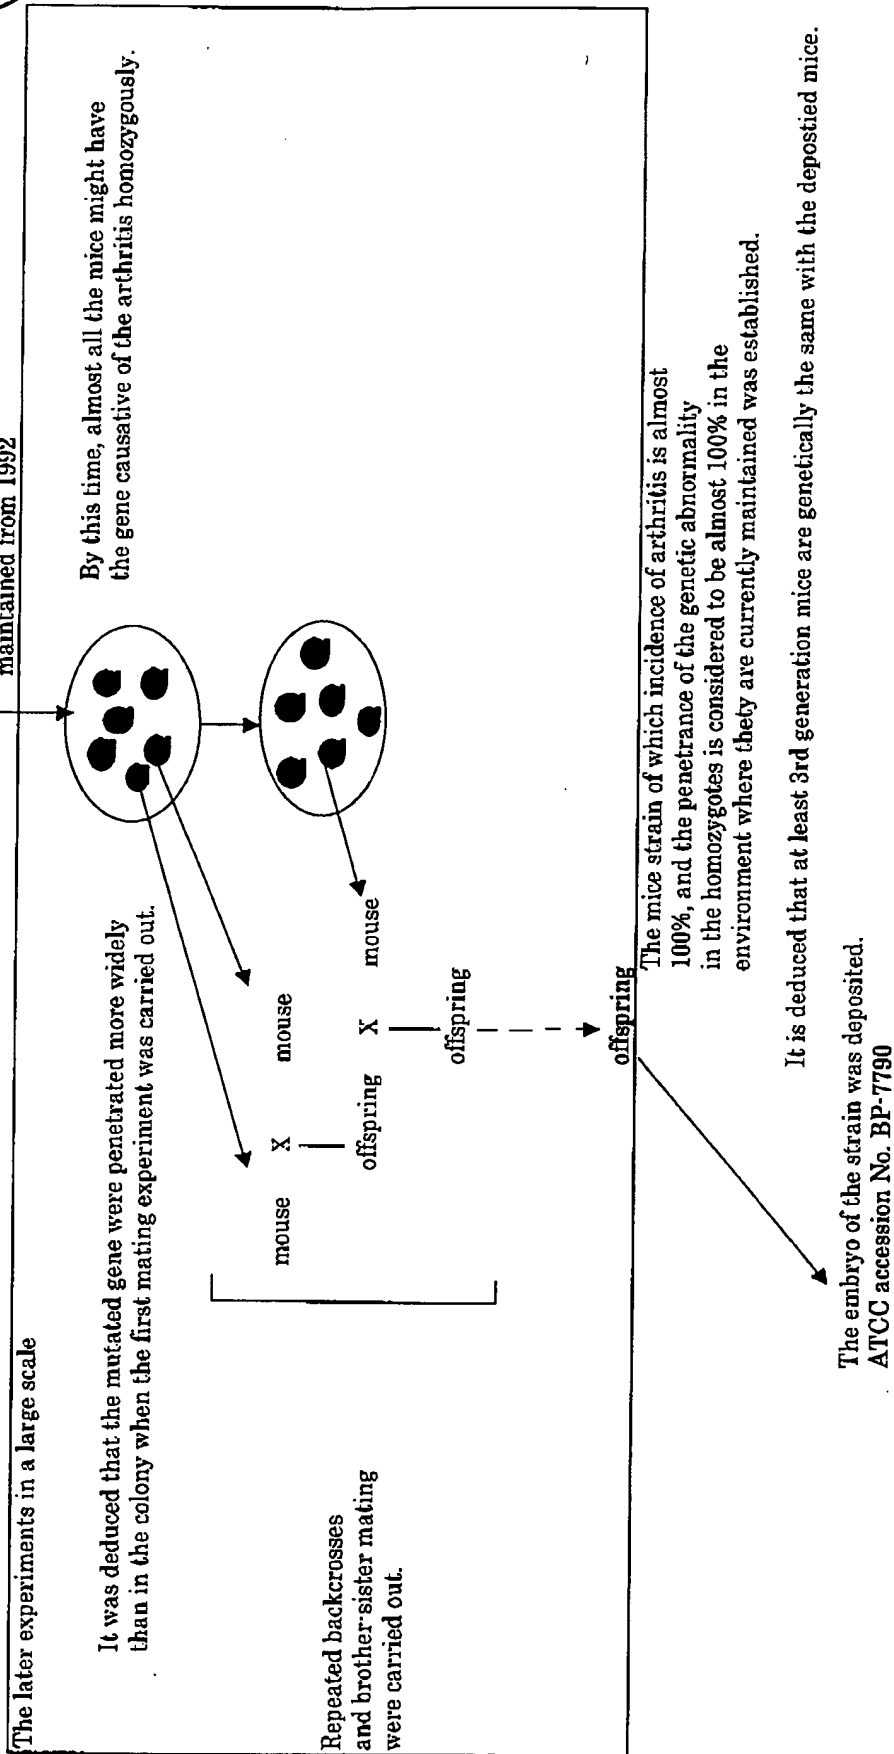 maintained from 1992
The later experiments in a large scale
By this time, almost all the mice might have
the gene causative of the arthritis homozygously.
It was deduced that the mutated gene were penetrated more widely
than in the colony when the first mating experiment was carried out.
mouse X mouse
offspring X mouse
offspring
offspring
Repeated backcrosses
and brother-sister mating
were carried out.
The mice strain of which incidence of arthritis is almost
100%, and the penetrance of the genetic abnormality
in the homozygotes is considered to be almost 100% in the
environment where thety are currently maintained was established.
It is deduced that at least 3rd generation mice are genetically the same with the depostied mice.
The embryo of the strain was deposited.
ATCC accession No. BP-7790